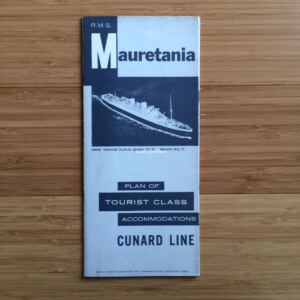 R.M.S.
Mauretania
PLAN OF
TOURIST CLASS
ACCOMMODATIONS
CUNARD LINE